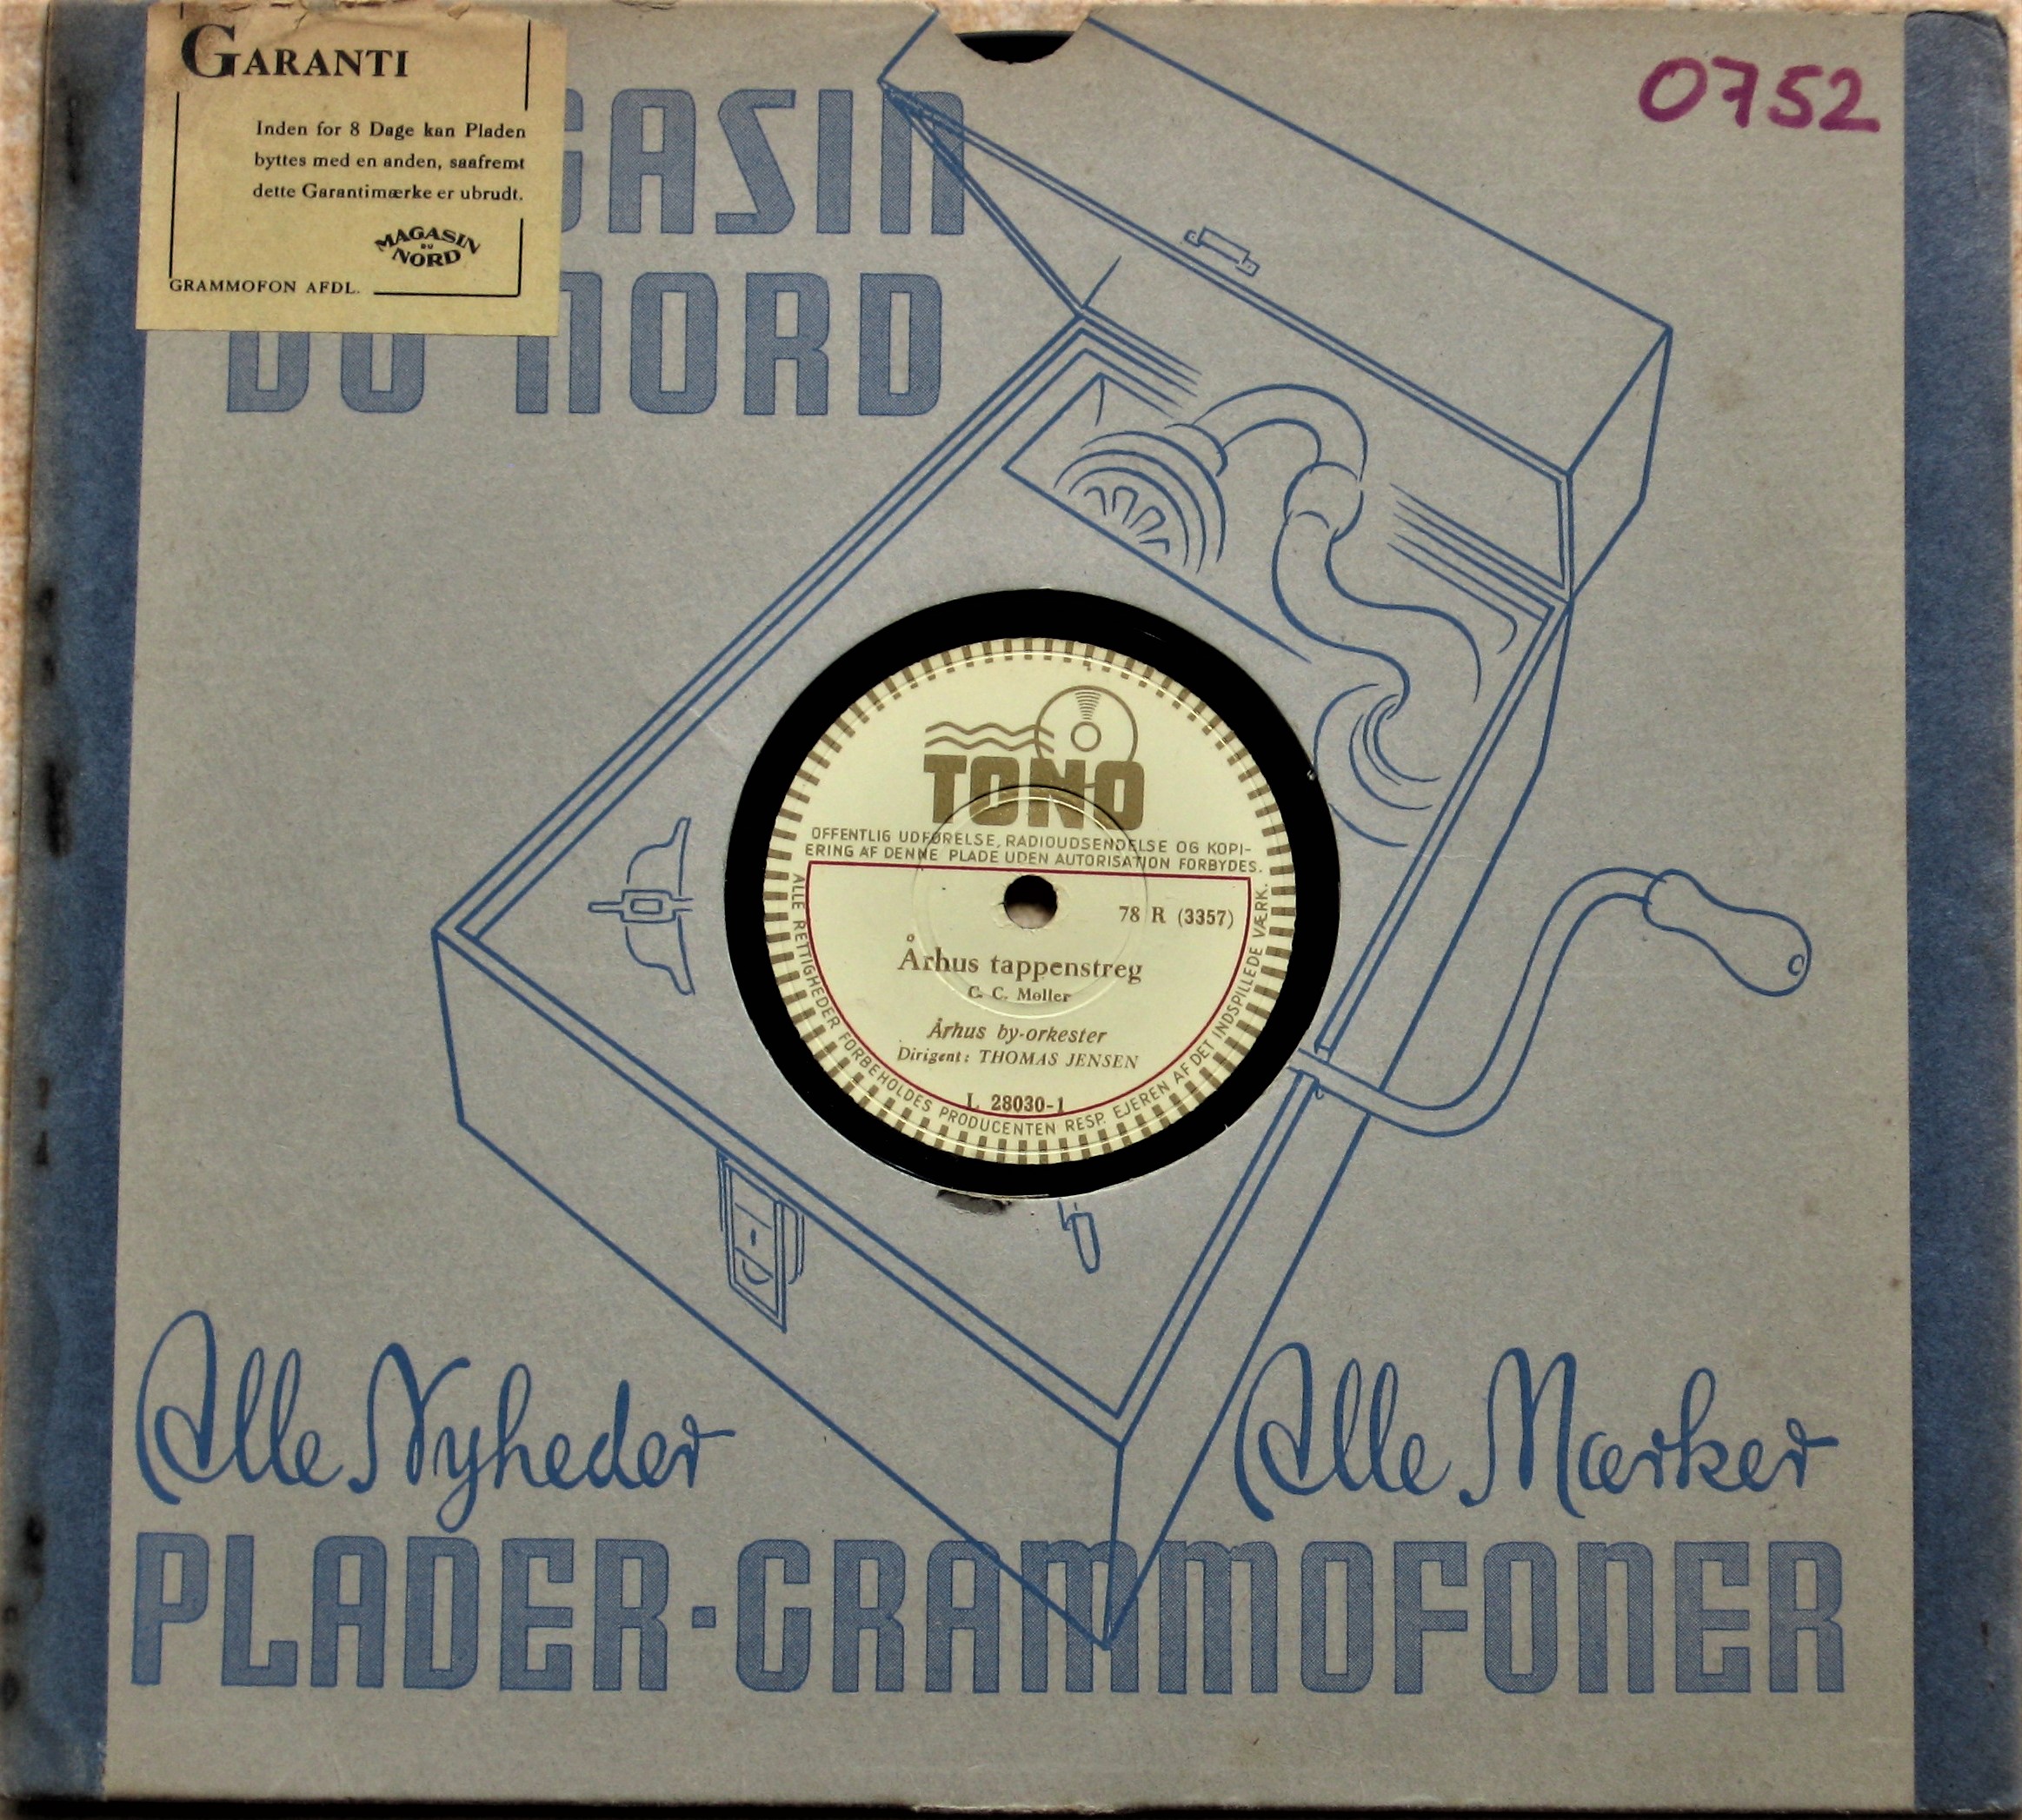 GARANTI
Inden for 8 Dage kan Pladen
byttes med en anden, saafremt
dette Garantimærke er ubrudt.
MAGASIN
DU
NORD
GRAMMOFON AFDL.
0752
GASIN
DU NORD
TONO
OFFENTLIG UDFØRELSE, RADIOUDSENDELSE OG KOPI-
ERING AF DENNE PLADE UDEN AUTORISATION FORBYDES.
78 R (3357)
Århus tappenstreg
C. C. Møller
Århus by-orkester
Dirigent: THOMAS JENSEN
L 28030-1
ALLE RETTIGHEDER FORBEHOLDES PRODUCENTEN RESP. EJEREN AF DET INDSPILLEDE VÆRK.
Alle Nyheder Alle Mærker
PLADER·GRAMMOFONER